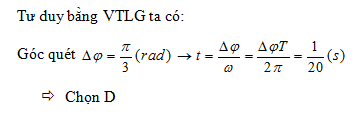 Tư duy bằng VTLG ta có:
Góc quét Δφ = π/3 (rad) → t = Δφ/ω = ΔφT/2π = 1/20 (s)
⇨ Chọn D